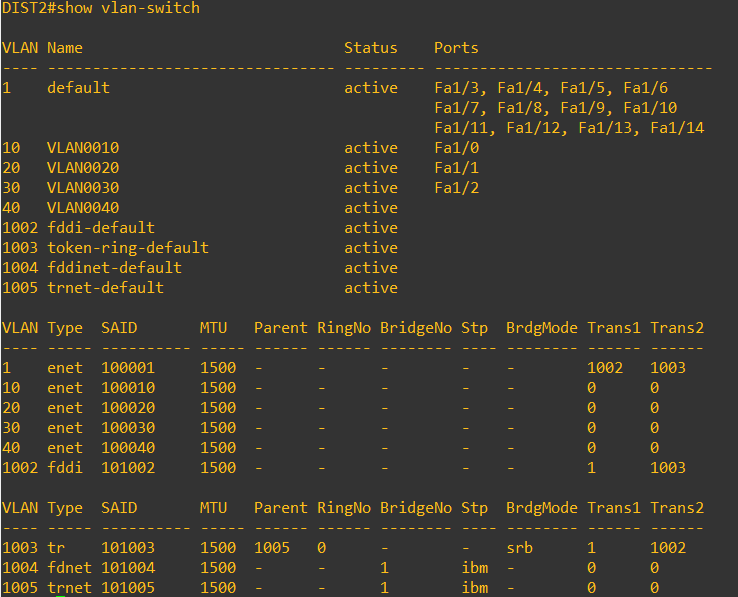 DIST2#show vlan-switch
VLAN Name                             Status    Ports
---- -------------------------------- --------- -------------------------------
1    default                          active    Fa1/3, Fa1/4, Fa1/5, Fa1/6
                                                Fa1/7, Fa1/8, Fa1/9, Fa1/10
                                                Fa1/11, Fa1/12, Fa1/13, Fa1/14
10   VLAN0010                         active    Fa1/0
20   VLAN0020                         active    Fa1/1
30   VLAN0030                         active    Fa1/2
40   VLAN0040                         active
1002 fddi-default                     active
1003 token-ring-default               active
1004 fddinet-default                  active
1005 trnet-default                    active
VLAN Type  SAID       MTU   Parent RingNo BridgeNo Stp  BrdgMode Trans1 Trans2
---- ----- ---------- ----- ------ ------ -------- ---- -------- ------ ------
1    enet  100001     1500  -      -      -        -    -        1002   1003
10   enet  100010     1500  -      -      -        -    -        0      0
20   enet  100020     1500  -      -      -        -    -        0      0
30   enet  100030     1500  -      -      -        -    -        0      0
40   enet  100040     1500  -      -      -        -    -        0      0
1002 fddi  101002     1500  -      -      -        -    -        1      1003
VLAN Type  SAID       MTU   Parent RingNo BridgeNo Stp  BrdgMode Trans1 Trans2
---- ----- ---------- ----- ------ ------ -------- ---- -------- ------ ------
1003 tr    101003     1500  1005   0      -        -    srb      1      1002
1004 fdnet 101004     1500  -      -      1        ibm  -        0      0
1005 trnet 101005     1500  -      -      1        ibm  -        0      0